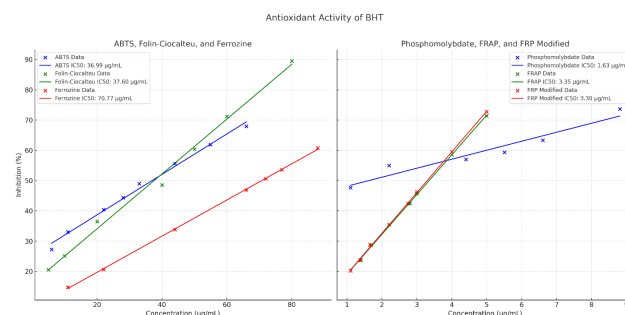 Antioxidant Activity of BHT
ABTS, Folin-Ciocalteu, and Ferrozine
Phosphomolybdate, FRAP, and FRP Modified
ABTS Data
ABTS IC50: 36.99 μg/mL
Folin-Ciocalteu Data
Folin-Ciocalteu IC50: 37.60 μg/mL
Ferrozine Data
Ferrozine IC50: 70.77 μg/mL
Phosphomolybdate Data
Phosphomolybdate IC50: 1.63 μg/mL
FRAP Data
FRAP IC50: 3.35 μg/mL
FRP Modified Data
FRP Modified IC50: 3.30 μg/mL
Inhibition (%)
90
80
70
60
50
40
30
20
20
40
60
80
1
2
3
4
5
6
7
8
Concentration (μg/mL)
Concentration (μg/mL)